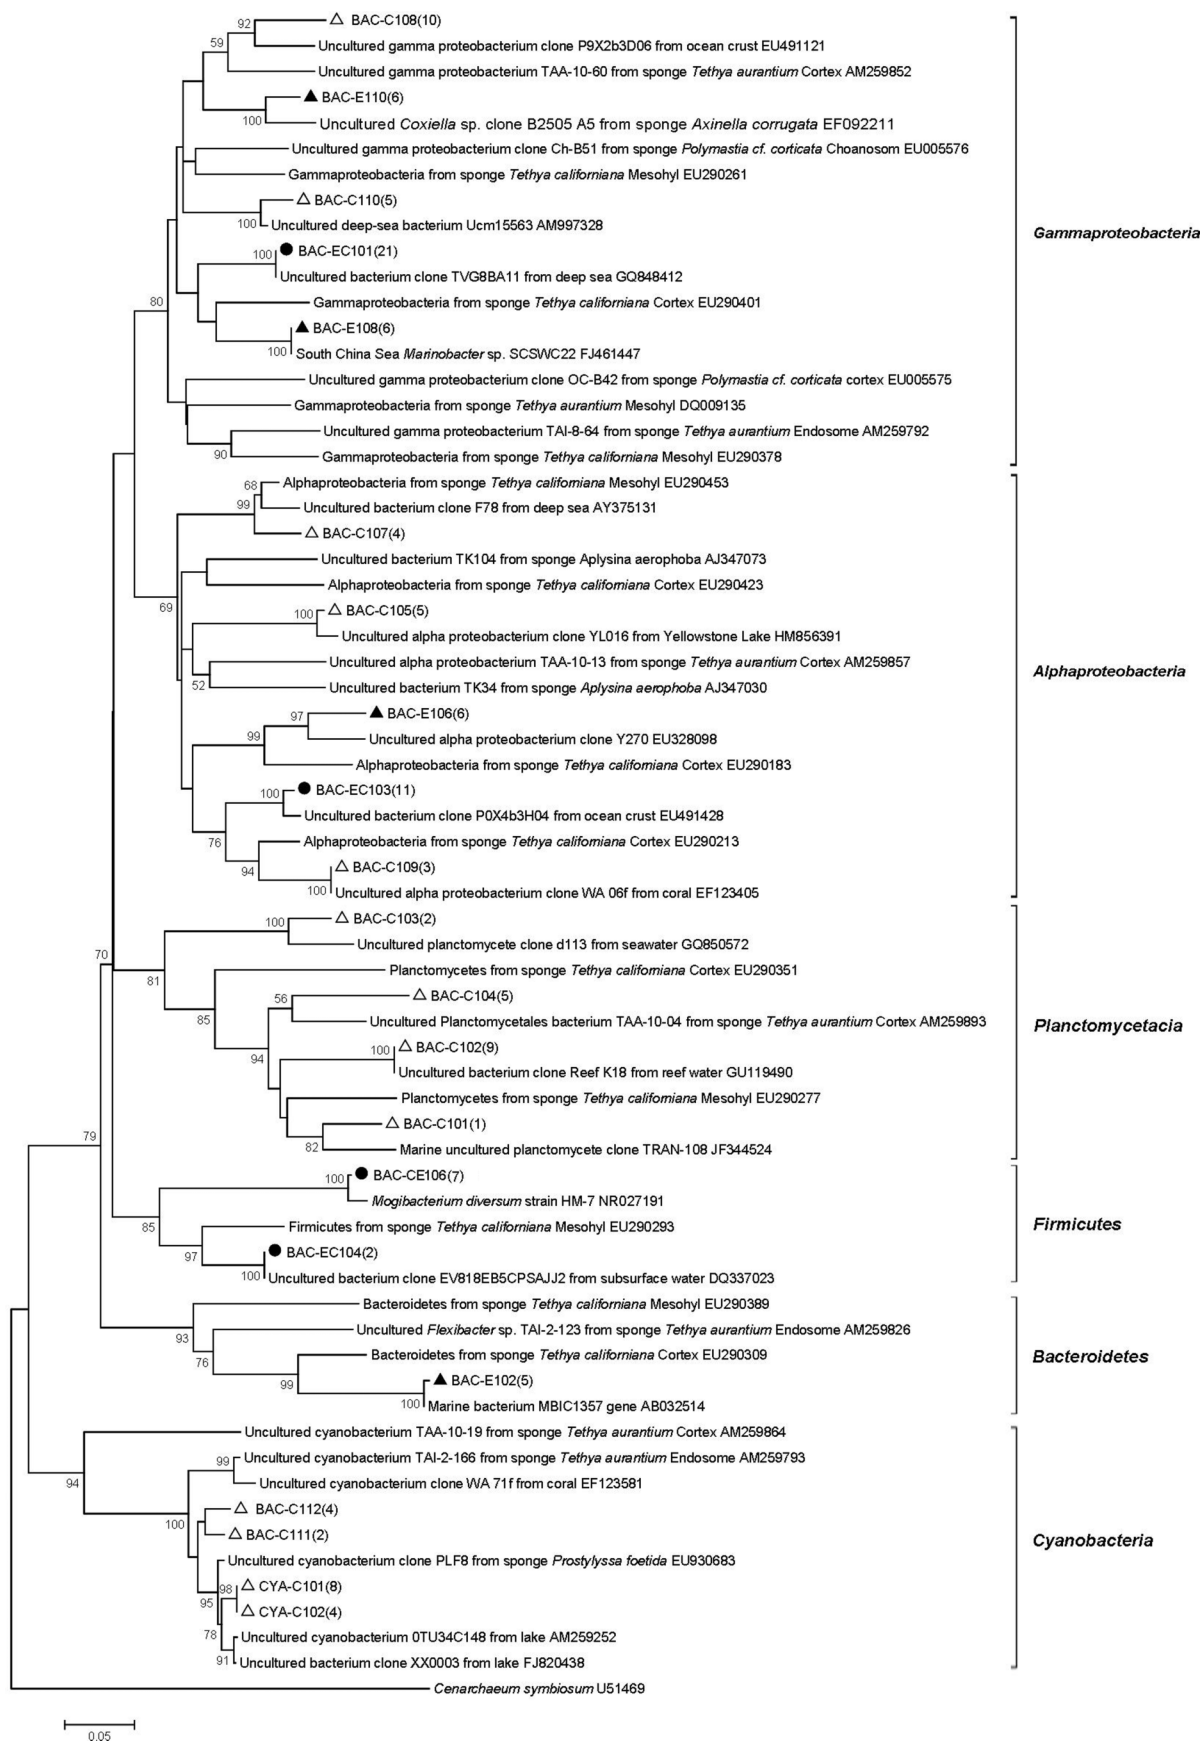 92
△ BAC-C108(10)
59
Uncultured gamma proteobacterium clone P9X2b3D06 from ocean crust EU491121
Uncultured gamma proteobacterium TAA-10-60 from sponge Tethya aurantium Cortex AM259852
▲ BAC-E110(6)
100
Uncultured Coxiella sp. clone B2505 A5 from sponge Axinella corrugata EF092211
Uncultured gamma proteobacterium clone Ch-B51 from sponge Polymastia cf. corticata Choanosom EU005576
Gammaproteobacteria from sponge Tethya californiana Mesohyl EU290261
△ BAC-C110(5)
100
Uncultured deep-sea bacterium Ucm15563 AM997328
Gammaproteobacteria
100
● BAC-EC101(21)
Uncultured bacterium clone TVG8BA11 from deep sea GQ848412
80
Gammaproteobacteria from sponge Tethya californiana Cortex EU290401
▲ BAC-E108(6)
100
South China Sea Marinobacter sp. SCSWC22 FJ461447
Uncultured gamma proteobacterium clone OC-B42 from sponge Polymastia cf. corticata cortex EU005575
Gammaproteobacteria from sponge Tethya aurantium Mesohyl DQ009135
Uncultured gamma proteobacterium TAI-8-64 from sponge Tethya aurantium Endosome AM259792
90
Gammaproteobacteria from sponge Tethya californiana Mesohyl EU290378
68
Alphaproteobacteria from sponge Tethya californiana Mesohyl EU290453
99
Uncultured bacterium clone F78 from deep sea AY375131
△ BAC-C107(4)
Uncultured bacterium TK104 from sponge Aplysina aerophoba AJ347073
Alphaproteobacteria from sponge Tethya californiana Cortex EU290423
69
100
△ BAC-C105(5)
Uncultured alpha proteobacterium clone YL016 from Yellowstone Lake HM856391
Uncultured alpha proteobacterium TAA-10-13 from sponge Tethya aurantium Cortex AM259857
Alphaproteobacteria
52
Uncultured bacterium TK34 from sponge Aplysina aerophoba AJ347030
97
▲ BAC-E106(6)
99
Uncultured alpha proteobacterium clone Y270 EU328098
Alphaproteobacteria from sponge Tethya californiana Cortex EU290183
100
● BAC-EC103(11)
Uncultured bacterium clone P0X4b3H04 from ocean crust EU491428
76
Alphaproteobacteria from sponge Tethya californiana Cortex EU290213
94
△ BAC-C109(3)
100
Uncultured alpha proteobacterium clone WA 06f from coral EF123405
100
△ BAC-C103(2)
Uncultured planctomycete clone d113 from seawater GQ850572
70
81
Planctomycetes from sponge Tethya californiana Cortex EU290351
56
△ BAC-C104(5)
85
Uncultured Planctomycetales bacterium TAA-10-04 from sponge Tethya aurantium Cortex AM259893
Planctomycetacia
94
100
△ BAC-C102(9)
Uncultured bacterium clone Reef K18 from reef water GU119490
Planctomycetes from sponge Tethya californiana Mesohyl EU290277
△ BAC-C101(1)
79
82
Marine uncultured planctomycete clone TRAN-108 JF344524
100
● BAC-CE106(7)
Mogibacterium diversum strain HM-7 NR027191
85
Firmicutes from sponge Tethya californiana Mesohyl EU290293
Firmicutes
97
● BAC-EC104(2)
100
Uncultured bacterium clone EV818EB5CPSAJJ2 from subsurface water DQ337023
Bacteroidetes from sponge Tethya californiana Mesohyl EU290389
93
Uncultured Flexibacter sp. TAI-2-123 from sponge Tethya aurantium Endosome AM259826
76
Bacteroidetes from sponge Tethya californiana Cortex EU290309
Bacteroidetes
99
▲ BAC-E102(5)
100
Marine bacterium MBIC1357 gene AB032514
Uncultured cyanobacterium TAA-10-19 from sponge Tethya aurantium Cortex AM259864
99
Uncultured cyanobacterium TAI-2-166 from sponge Tethya aurantium Endosome AM259793
94
Uncultured cyanobacterium clone WA 71f from coral EF123581
△ BAC-C112(4)
100
△ BAC-C111(2)
Cyanobacteria
Uncultured cyanobacterium clone PLF8 from sponge Prostylyssa foetida EU930683
98
△ CYA-C101(8)
95
△ CYA-C102(4)
78
Uncultured cyanobacterium 0TU34C148 from lake AM259252
91
Uncultured bacterium clone XX0003 from lake FJ820438
Cenarchaeum symbiosum U51469
0.05